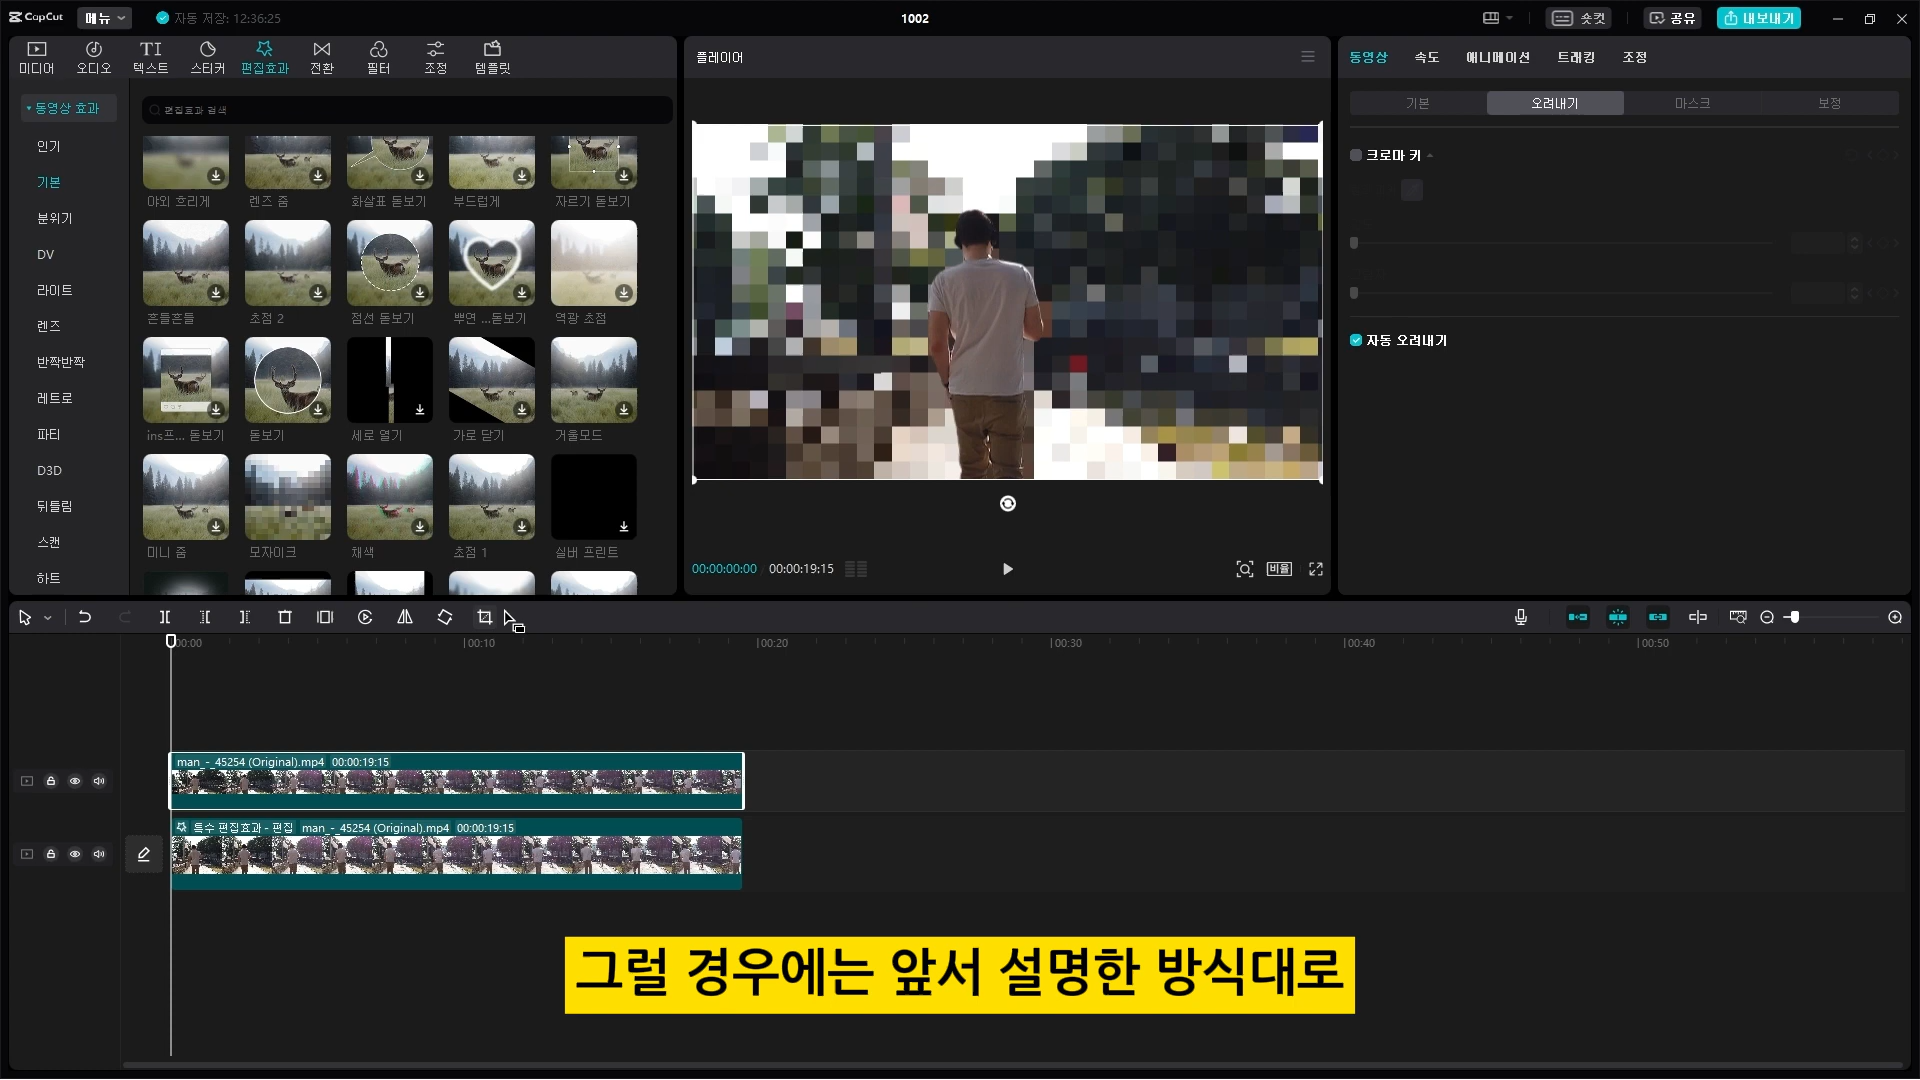 CapCut
메뉴
자동 저장: 12:36:25
1002
숏컷
공유
내보내기
미디어
오디오
텍스트
스티커
편집효과
전환
필터
조정
템플릿
동영상 효과
인기
기본
분위기
DV
라이트
렌즈
반짝반짝
레트로
파티
D3D
뒤틀림
스캔
하트
편집효과 검색
야외 흐리게
렌즈 줌
화살표 돋보기
부드럽게
자르기 돋보기
흔들흔들
초점 2
점선 돋보기
뿌연 ...돋보기
역광 초점
ins프... 돋보기
돋보기
세로 열기
가로 닫기
거울모드
미니 줌
모자이크
채색
초점 1
실버 프린트
플레이어
00:00:00:00
00:00:19:15
비율
동영상
속도
애니메이션
트래킹
조정
기본
오려내기
마스크
보정
크로마 키
자동 오려내기
00:00
00:10
00:20
00:30
00:40
00:50
man_-_45254 (Original).mp4 00:00:19:15
특수 편집효과 - 편집 man_-_45254 (Original).mp4 00:00:19:15
그럴 경우에는 앞서 설명한 방식대로